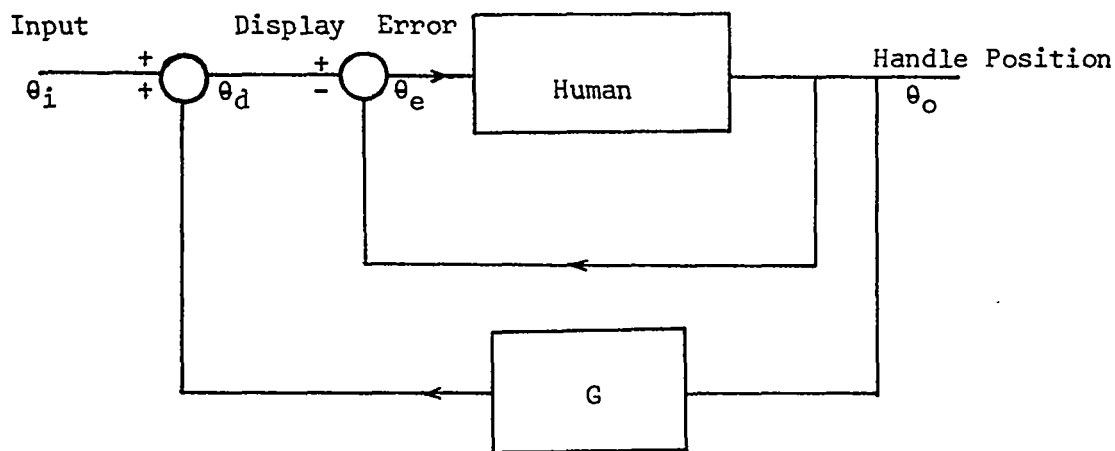 Input
Display
Error
Handle Position
+
+
θi
θd
+
-
θe
Human
θo
G